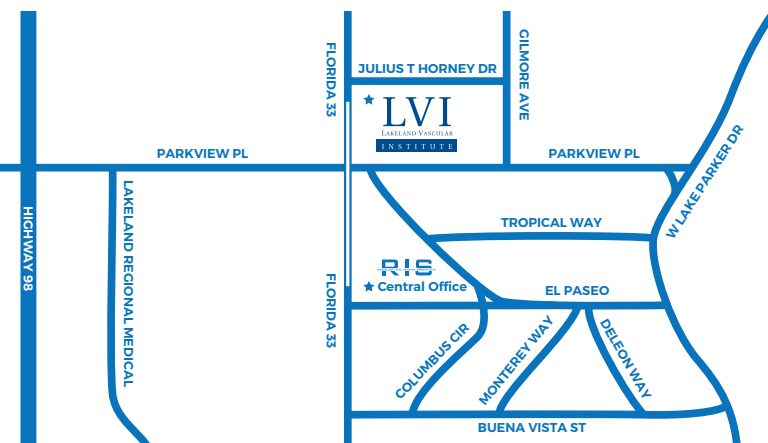 FLORIDA 33
GILMORE AVE
JULIUS T HORNEY DR
LVI
LAKELAND VASCULAR
INSTITUTE
PARKVIEW PL
PARKVIEW PL
W LAKE PARKER DR
LAKELAND REGIONAL MEDICAL
HIGHWAY 98
TROPICAL WAY
RIS
Central Office
FLORIDA 33
EL PASEO
COLUMBUS CIR
MONTEREY WAY
DELEON WAY
BUENA VISTA ST